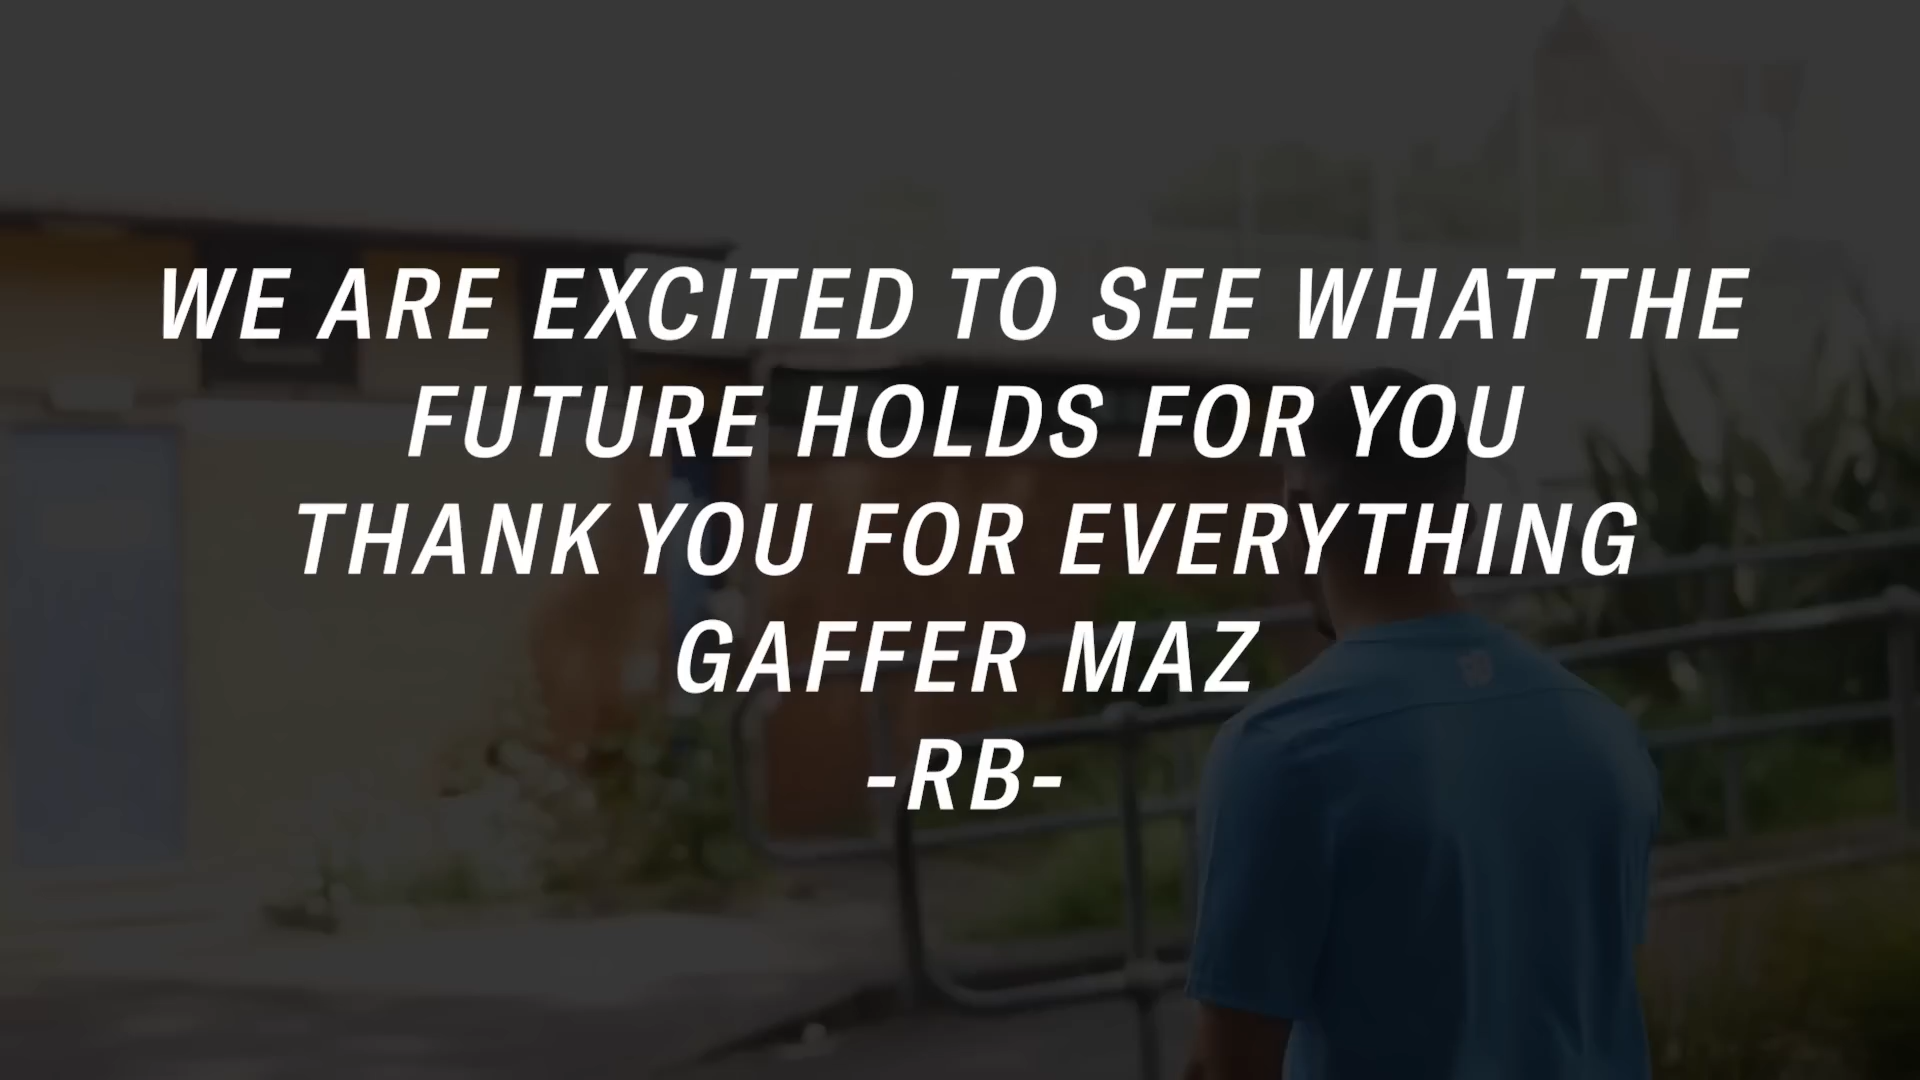 WE ARE EXCITED TO SEE WHAT THE
FUTURE HOLDS FOR YOU
THANK YOU FOR EVERYTHING
GAFFER MAZ
-RB-